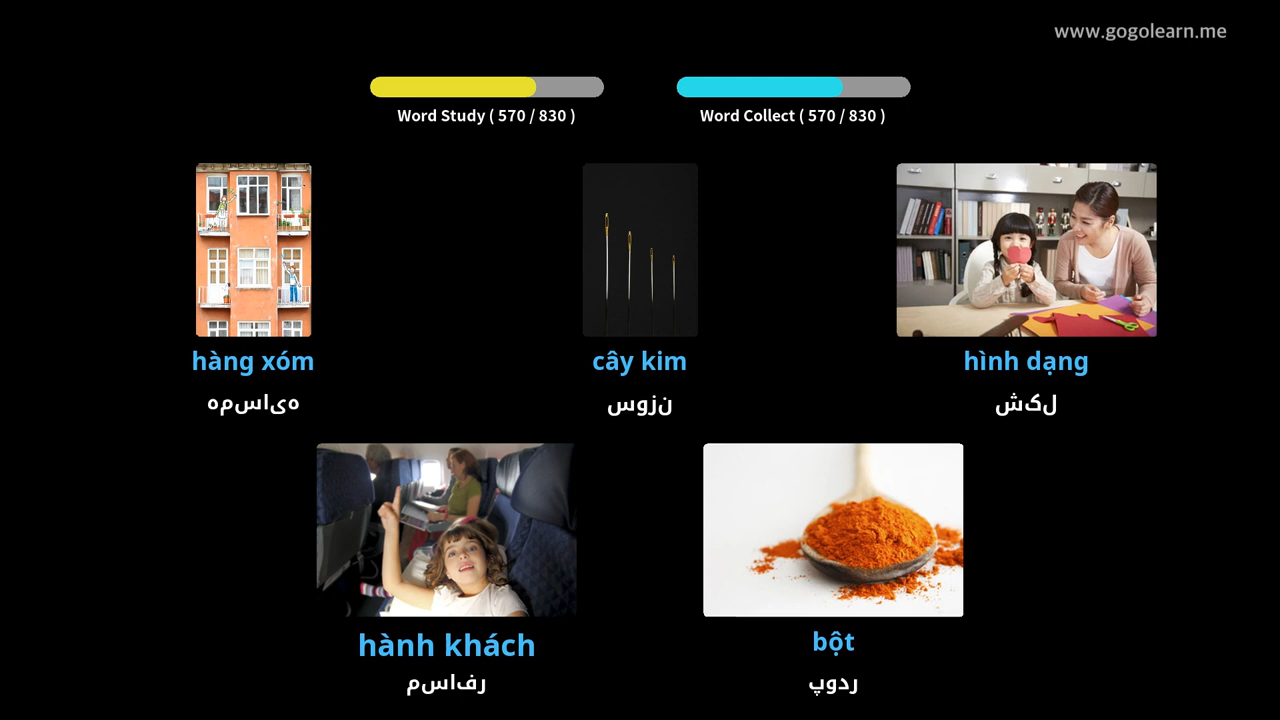 www.gogolearn.me
Word Study ( 570 / 830 )
Word Collect ( 570 / 830 )
hàng xóm
cây kim
hình dạng
هیاسمه
نزوس
لکش
hành khách
bột
رفاسم
ردوپ